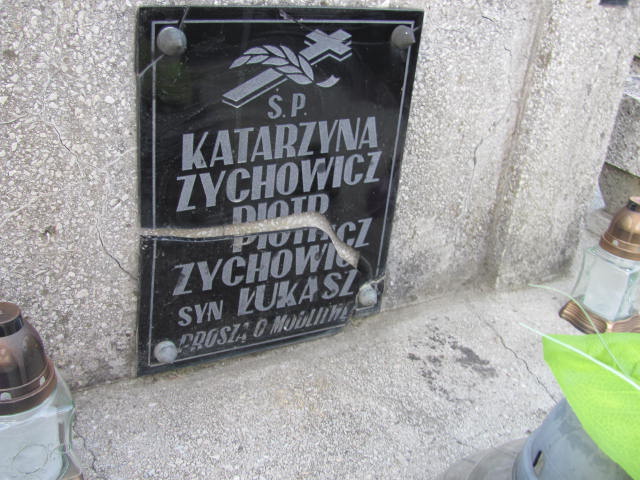 Ś.P.
KATARZYNA
ZYCHOWICZ
PIOTR
ZYCHOWICZ
SYN ŁUKASZ
PROSZĄ O MODLITWĘ